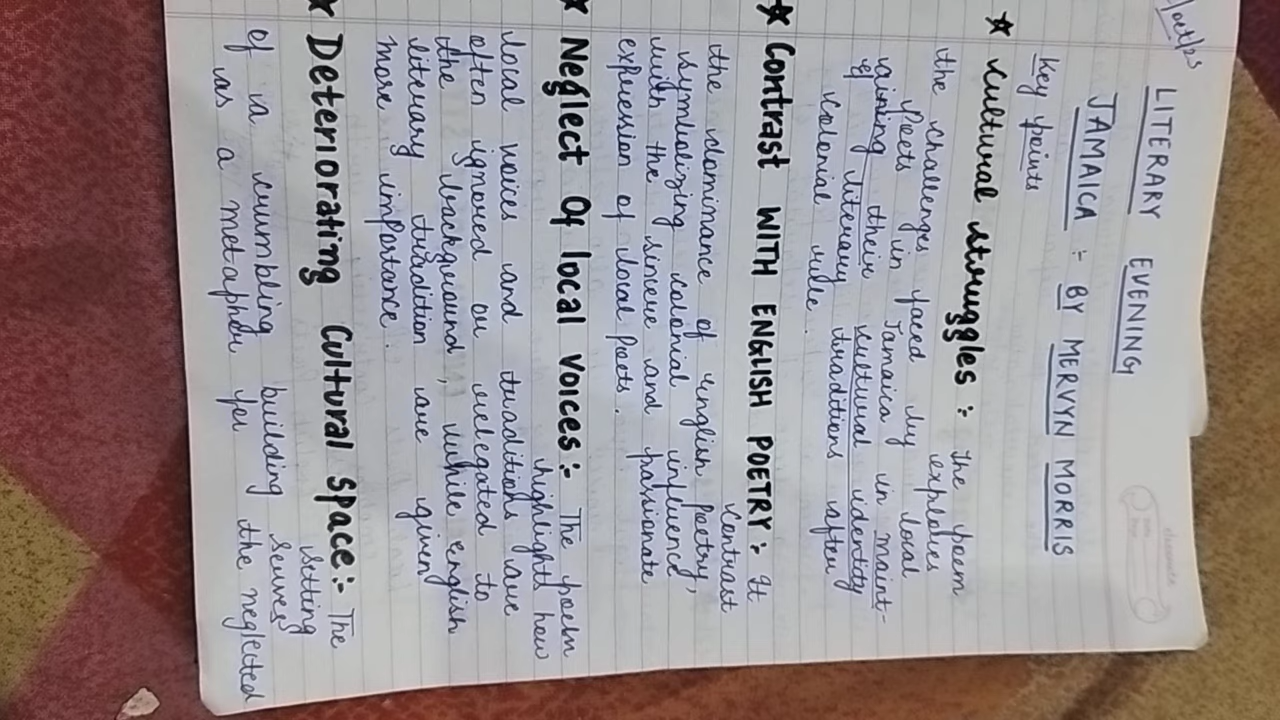 /oct/25
LITERARY EVENING
JAMAICA :- BY MERVYN MORRIS
Key points
★ Cultural struggles : The poem explores
the challenges faced by local
Poets in Jamaica in maint-
aining their cultural identity
of literary traditions after
colonial rule.
★ Contrast WITH ENGLISH POETRY :- It contrast
the dominance of english Poetry,
symbolizing colonial influence
with the sincere and passionate
expression of local Poets.
★ Neglect Of local Voices :- The poem highlights how
local voices and traditions are
often ignored or relegated to
the background, while english
literary tradition are given
more importance.
★ Deteriorating Cultural Space :- The setting
of a crumbling building serves
as a metaphor for the neglected